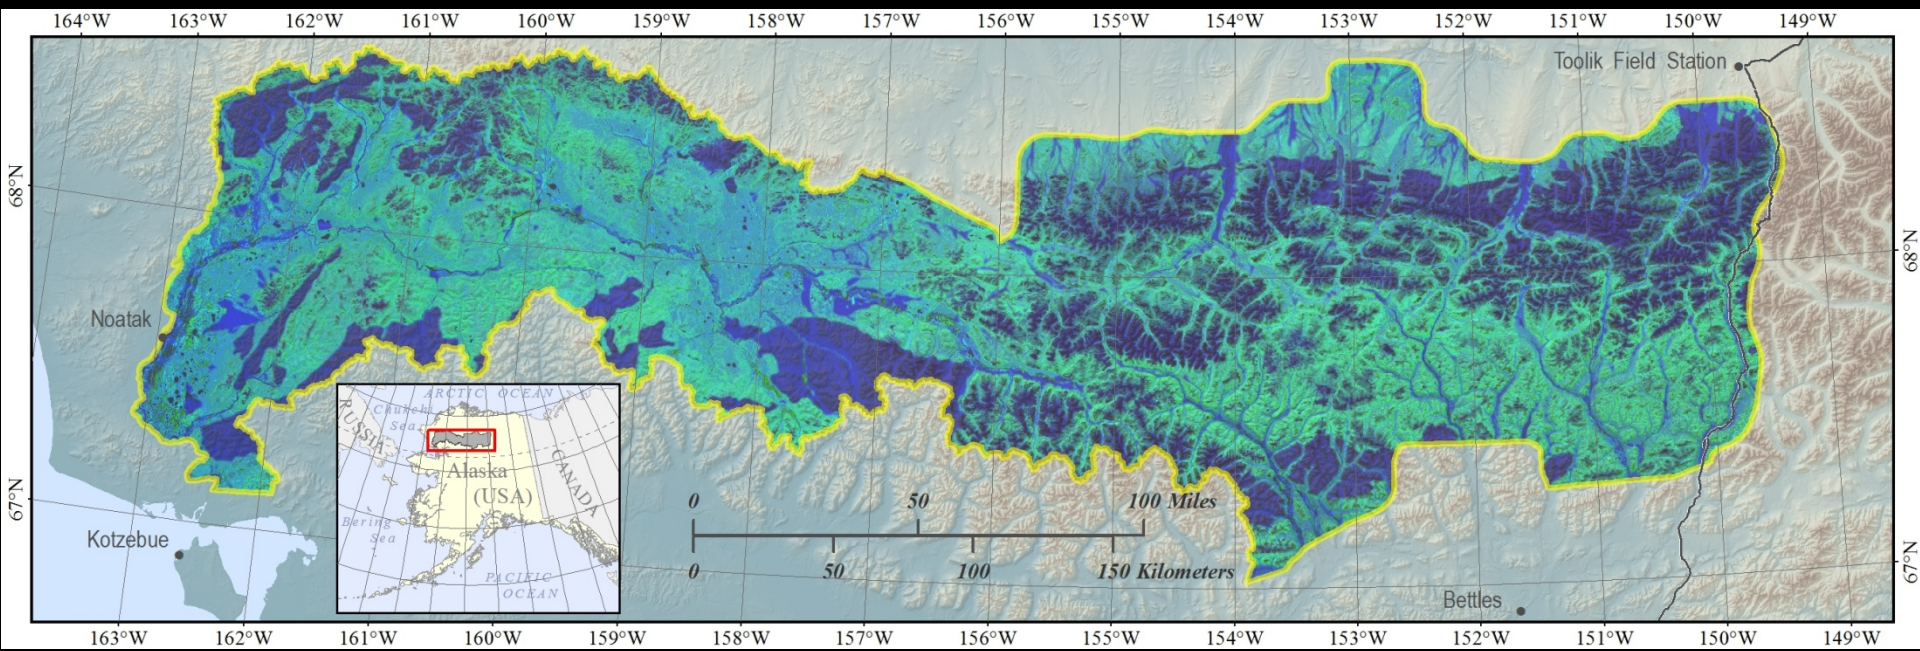 164°W 163°W 162°W 161°W 160°W 159°W 158°W 157°W 156°W 155°W 154°W 153°W 152°W 151°W 150°W 149°W
Toolik Field Station
68°N
68°N
Noatak
ARCTIC OCEAN
Chukchi
Sea
RUSSIA
Alaska
(USA)
CANADA
Bering
Sea
PACIFIC
OCEAN
0 50 100 Miles
0 50 100 150 Kilometers
67°N
67°N
Kotzebue
Bettles
163°W 162°W 161°W 160°W 159°W 158°W 157°W 156°W 155°W 154°W 153°W 152°W 151°W 150°W 149°W